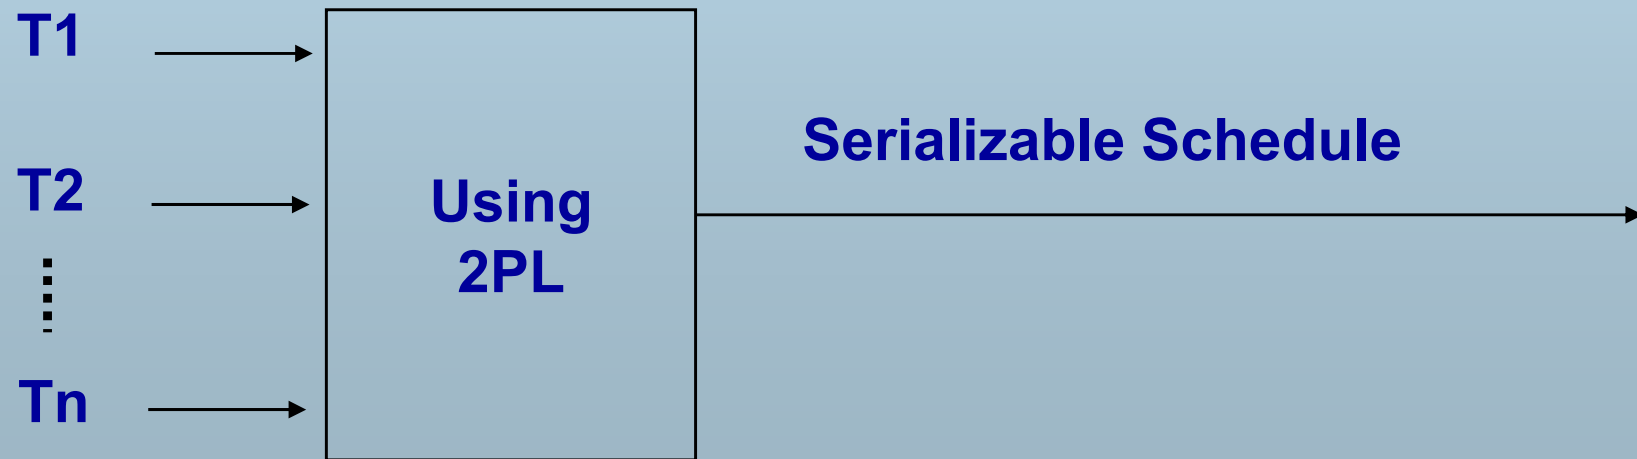 T1
Serializable Schedule
T2
Using
2PL
Tn